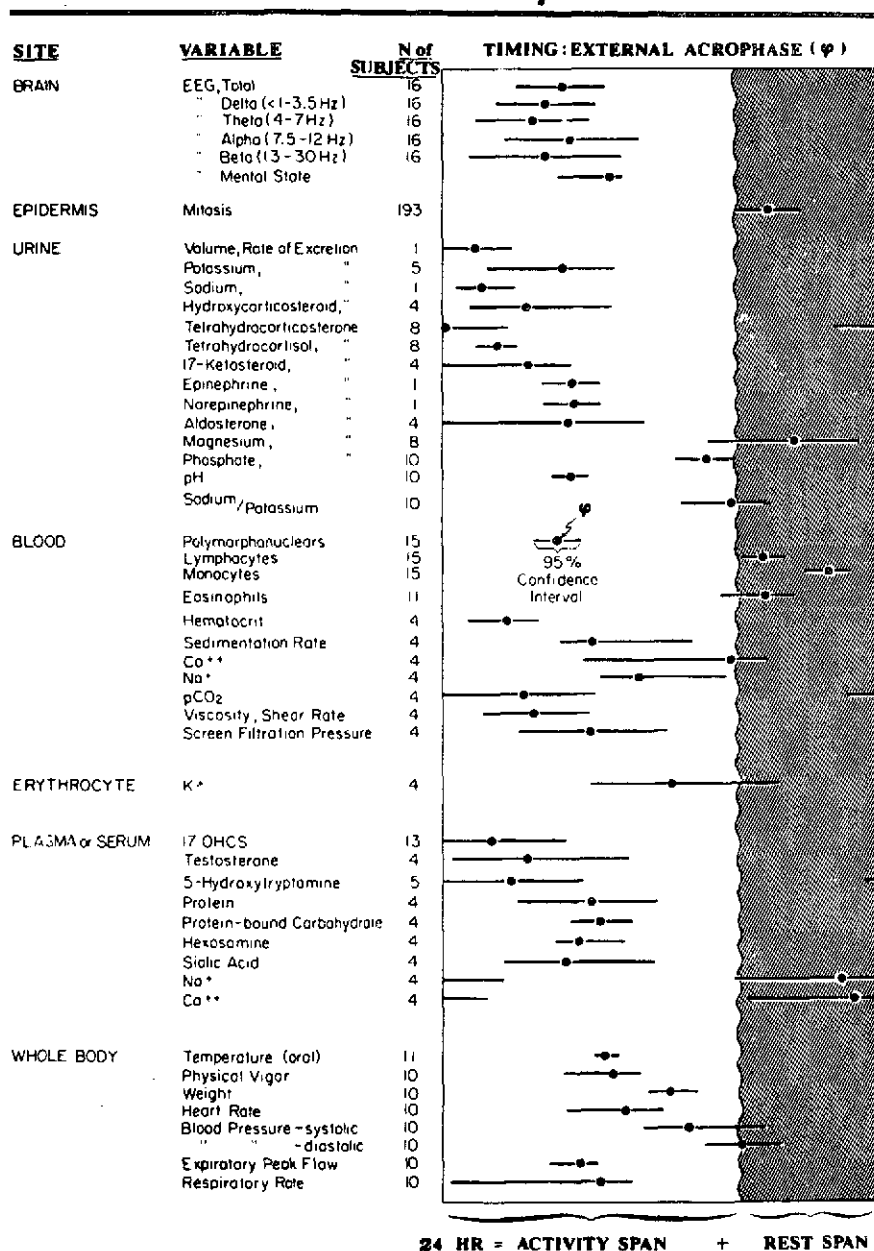 SITE VARIABLE N of SUBJECTS TIMING: EXTERNAL ACROPHASE (φ)
BRAIN EEG, Total 16
" Delta (<1-3.5 Hz) 16
" Theta (4-7Hz) 16
" Alpha (7.5-12 Hz) 16
" Beta (13-30Hz) 16
" Mental State
EPIDERMIS Mitosis 193
URINE Volume, Rate of Excretion 1
Potassium, " 5
Sodium, " 1
Hydroxycorticosteroid, " 4
Tetrahydrocorticosterone 8
Tetrahydrocortisol, " 8
17-Ketosteroid, " 4
Epinephrine, " 1
Norepinephrine, " 1
Aldosterone, " 4
Magnesium, " 8
Phosphate, " 10
pH 10
Sodium/Potassium 10
φ
BLOOD Polymorphonuclears 15
Lymphocytes 15
Monocytes 15
95%
Confidence
Interval
Eosinophils 11
Hematocrit 4
Sedimentation Rate 4
Ca++ 4
Na+ 4
pCO2 4
Viscosity, Shear Rate 4
Screen Filtration Pressure 4
ERYTHROCYTE K+ 4
PLASMA or SERUM 17 OHCS 13
Testosterone 4
5-Hydroxytryptamine 5
Protein 4
Protein-bound Carbohydrate 4
Hexosamine 4
Sialic Acid 4
Na+ 4
Ca++ 4
WHOLE BODY Temperature (oral) 11
Physical Vigor 10
Weight 10
Heart Rate 10
Blood Pressure -systolic 10
" " -diastolic 10
Expiratory Peak Flow 10
Respiratory Rate 10
24 HR = ACTIVITY SPAN + REST SPAN